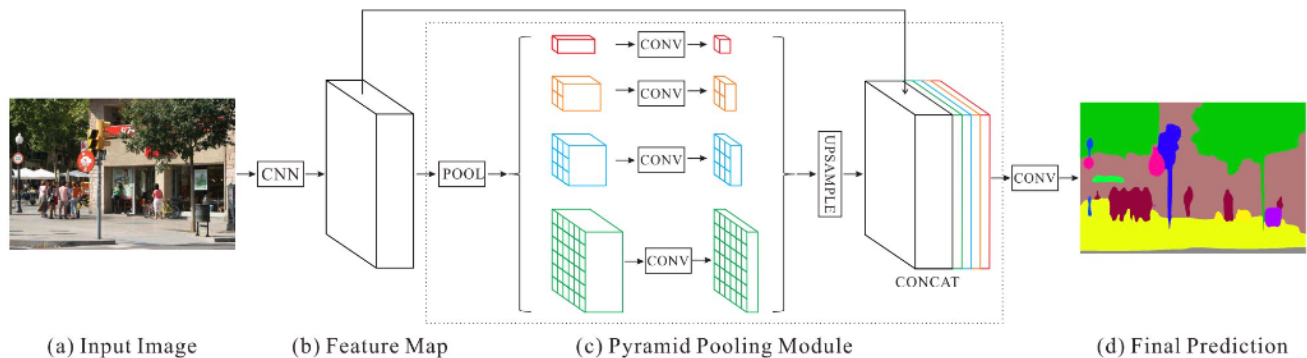 CNN
POOL
CONV
CONV
CONV
CONV
UPSAMPLE
CONCAT
CONV
(a) Input Image
(b) Feature Map
(c) Pyramid Pooling Module
(d) Final Prediction